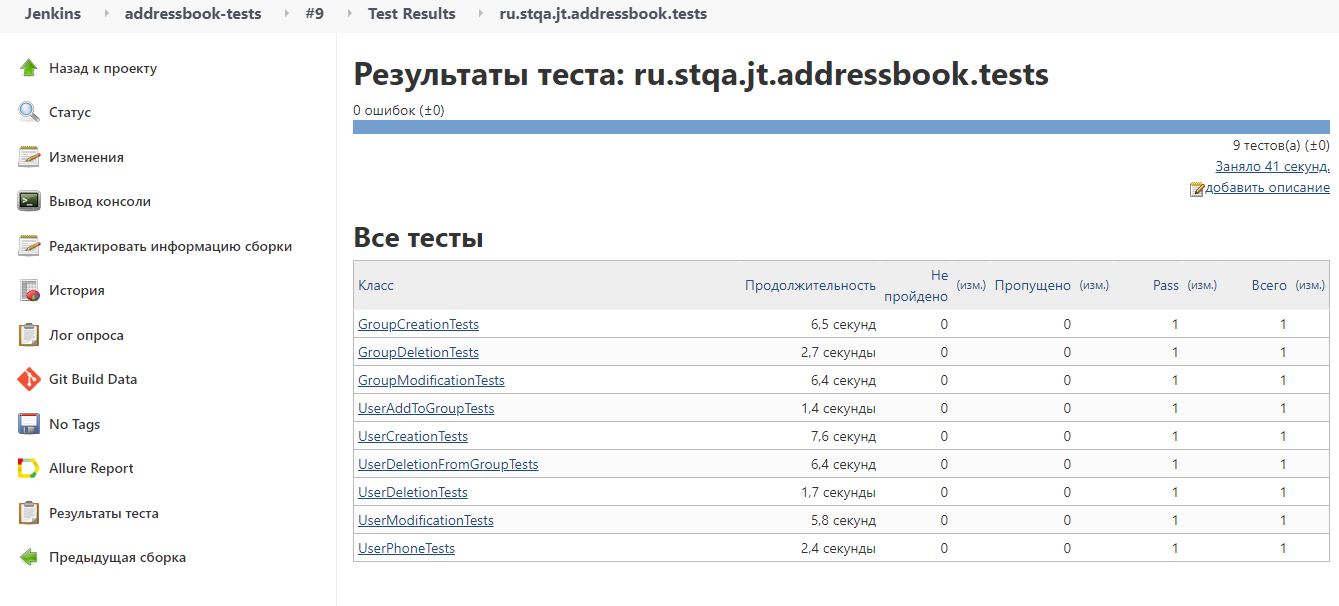 Jenkins addressbook-tests #9 Test Results ru.stqa.jt.addressbook.tests
Назад к проекту
Статус
Изменения
Вывод консоли
Редактировать информацию сборки
История
Лог опроса
Git Build Data
No Tags
Allure Report
Результаты теста
Предыдущая сборка
Результаты теста: ru.stqa.jt.addressbook.tests
0 ошибок (±0)
9 тестов(а) (±0)
Заняло 41 секунд.
добавить описание
Все тесты
Класс Продолжительность Не пройдено (изм.) Пропущено (изм.) Pass (изм.) Всего (изм.)
GroupCreationTests 6,5 секунд 0 0 1 1
GroupDeletionTests 2,7 секунды 0 0 1 1
GroupModificationTests 6,4 секунд 0 0 1 1
UserAddToGroupTests 1,4 секунды 0 0 1 1
UserCreationTests 7,6 секунд 0 0 1 1
UserDeletionFromGroupTests 6,4 секунд 0 0 1 1
UserDeletionTests 1,7 секунды 0 0 1 1
UserModificationTests 5,8 секунд 0 0 1 1
UserPhoneTests 2,4 секунды 0 0 1 1